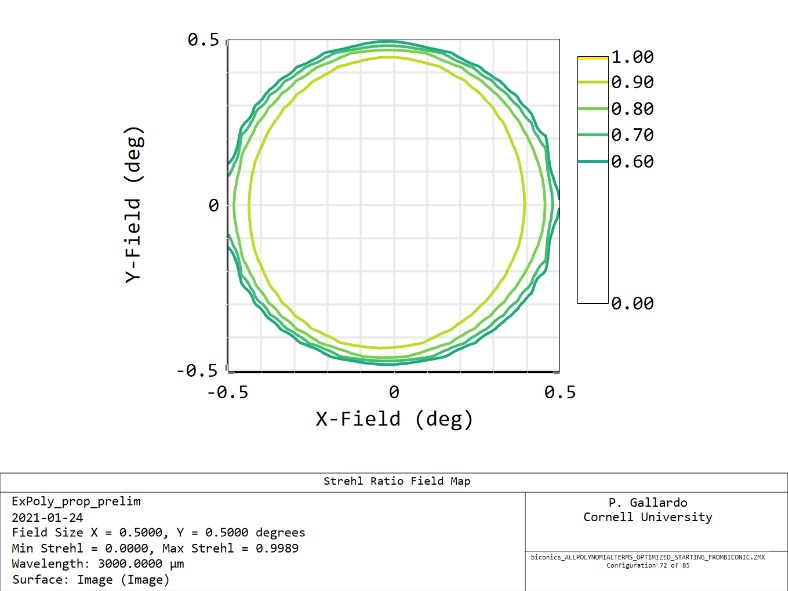 0.5
0
-0.5
-0.5
0
0.5
Y-Field (deg)
X-Field (deg)
1.00
0.90
0.80
0.70
0.60
0.00
Strehl Ratio Field Map
ExPoly_prop_prelim
2021-01-24
Field Size X = 0.5000, Y = 0.5000 degrees
Min Strehl = 0.0000, Max Strehl = 0.9989
Wavelength: 3000.0000 µm
Surface: Image (Image)
P. Gallardo
Cornell University
biconics_ALLPOLYNOMIALTERMS_OPTIMIZED_STARTING_FROMBICONIC.ZMX
Configuration 72 of 85